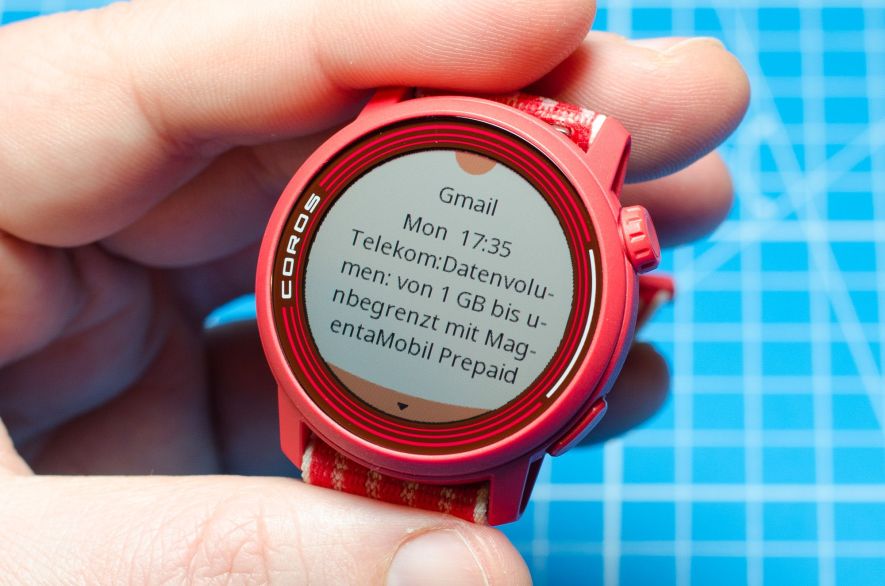 COROS
Gmail
Mon 17:35
Telekom:Datenvolu-
men: von 1 GB bis u-
nbegrenzt mit Mag-
entaMobil Prepaid